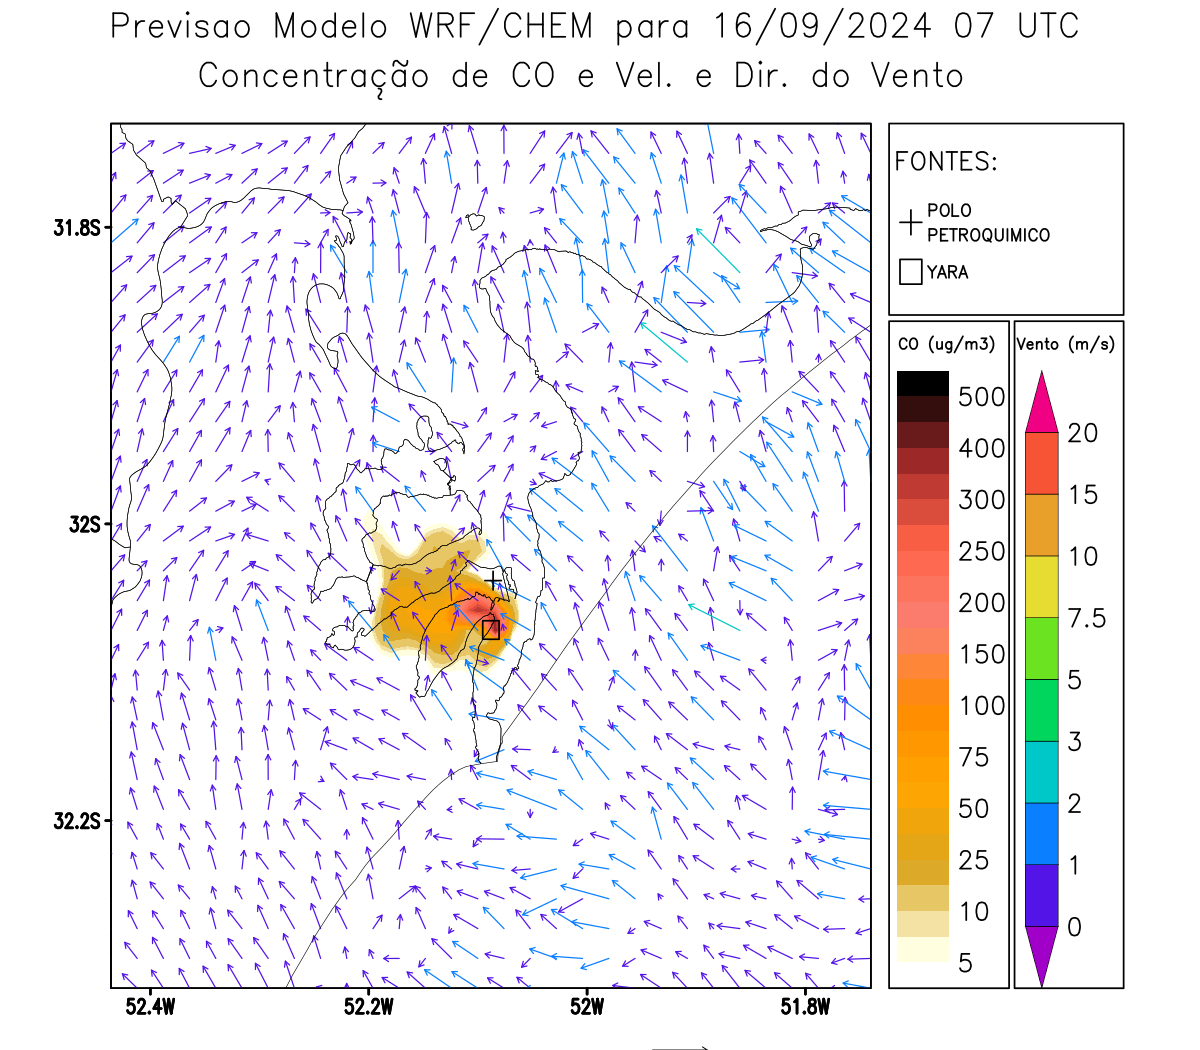 Previsao Modelo WRF/CHEM para 16/09/2024 07 UTC
Concentração de CO e Vel. e Dir. do Vento
FONTES:
POLO
PETROQUIMICO
YARA
CO (ug/m3)
500
400
300
250
200
150
100
75
50
25
10
5
Vento (m/s)
20
15
10
7.5
5
3
2
1
0
31.8S
32S
32.2S
52.4W
52.2W
52W
51.8W